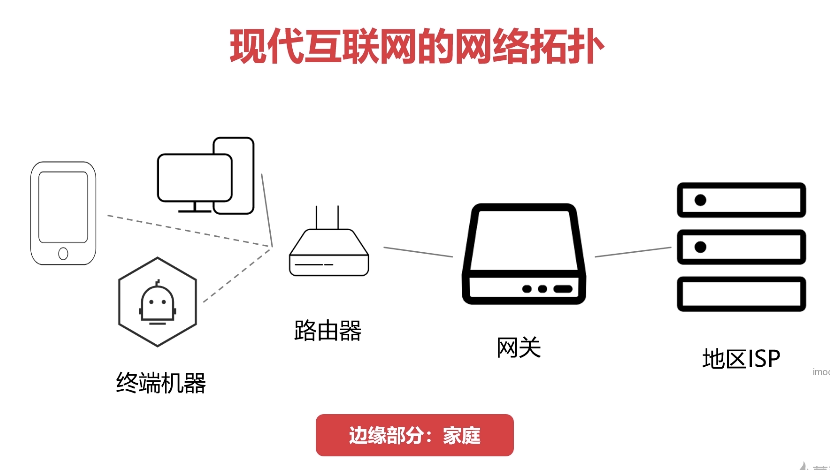 现代互联网的网络拓扑
路由器
网关
地区ISP
终端机器
边缘部分：家庭